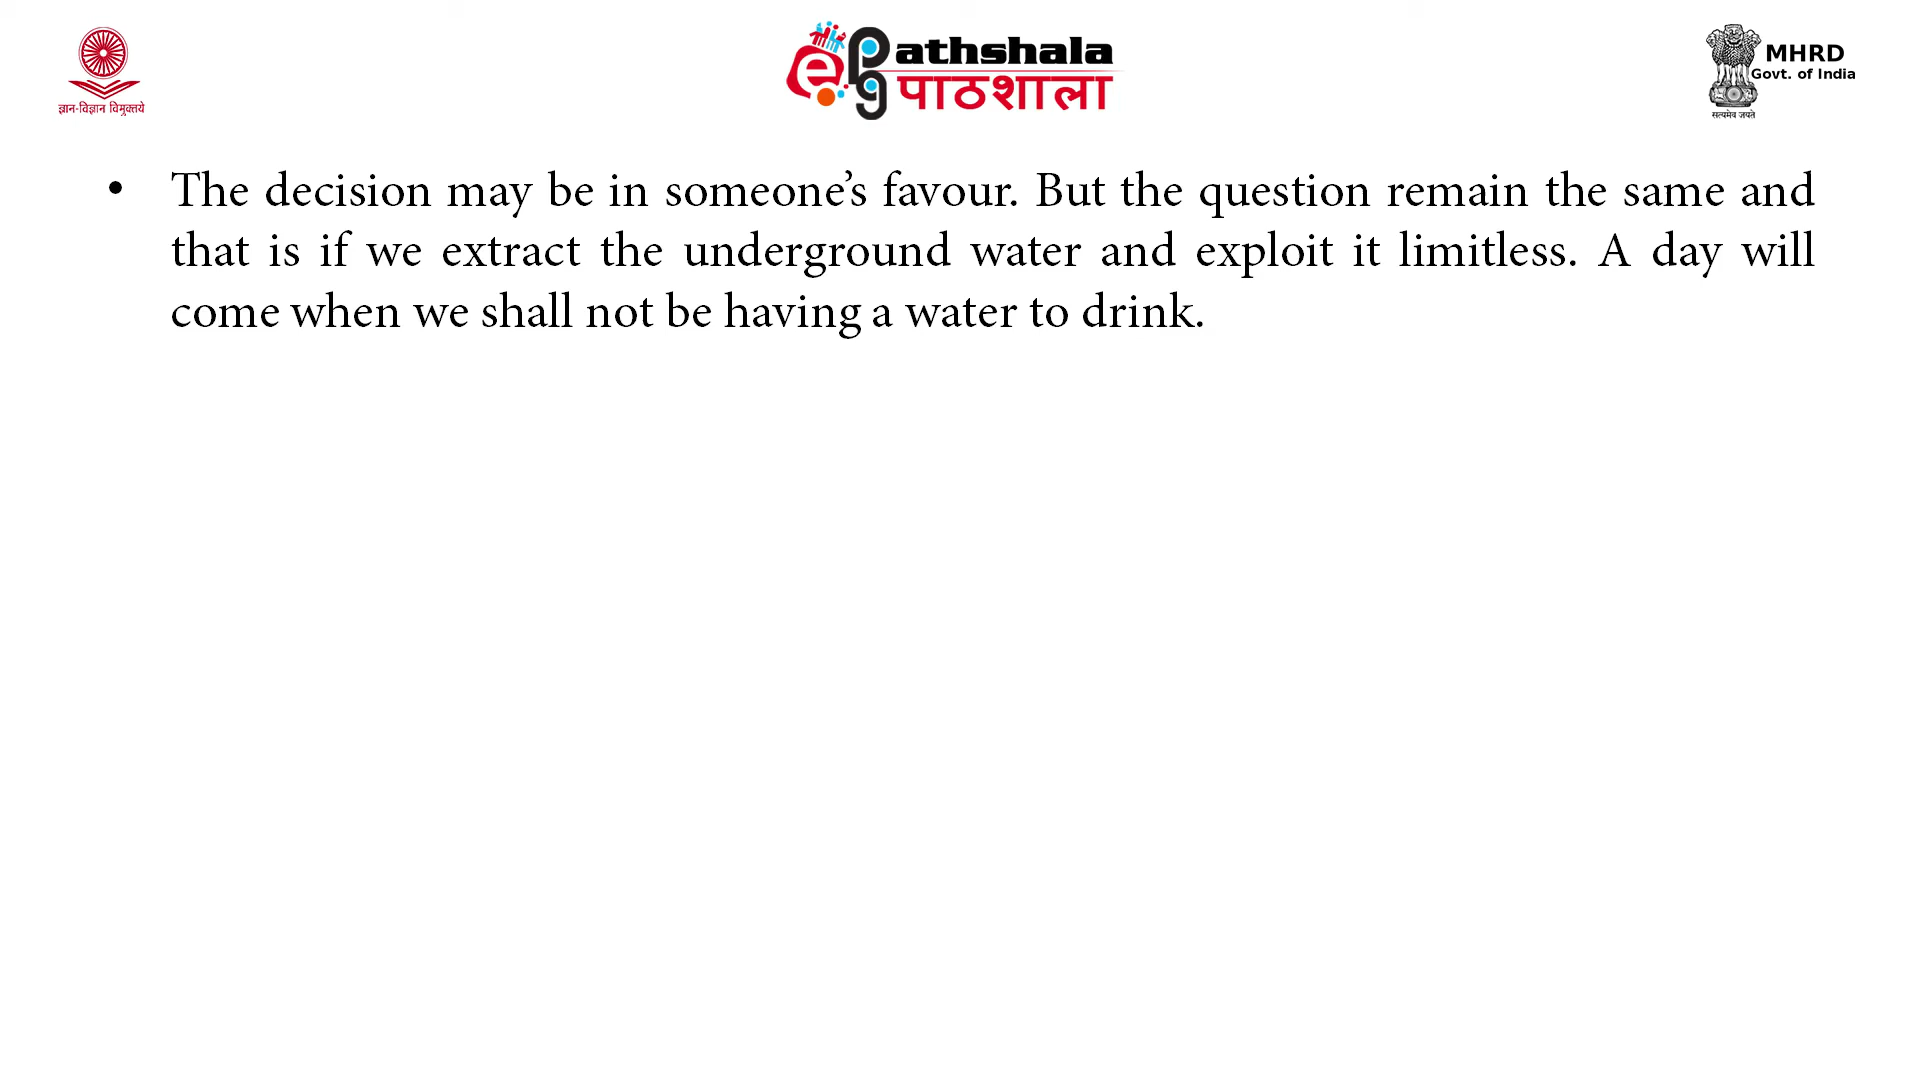 ज्ञान-विज्ञान विमुक्तये
e PG Pathshala
पाठशाला
MHRD
Govt. of India
सत्यमेव जयते
• The decision may be in someone’s favour. But the question remain the same and
that is if we extract the underground water and exploit it limitless. A day will
come when we shall not be having a water to drink.